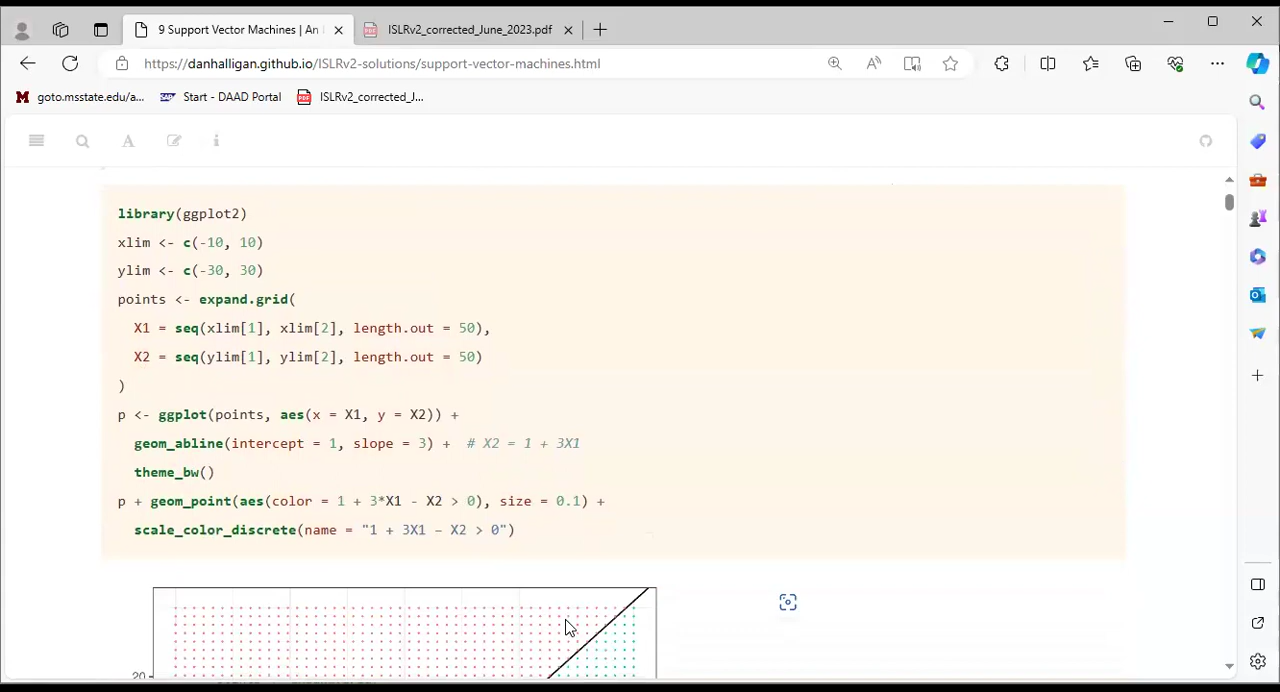 9 Support Vector Machines | An I
ISLRv2_corrected_June_2023.pdf
https://danhalligan.github.io/ISLRv2-solutions/support-vector-machines.html
goto.msstate.edu/a...
Start - DAAD Portal
ISLRv2_corrected_J...
library(ggplot2)
xlim <- c(-10, 10)
ylim <- c(-30, 30)
points <- expand.grid(
X1 = seq(xlim[1], xlim[2], length.out = 50),
X2 = seq(ylim[1], ylim[2], length.out = 50)
)
p <- ggplot(points, aes(x = X1, y = X2)) +
geom_abline(intercept = 1, slope = 3) + # X2 = 1 + 3X1
theme_bw()
p + geom_point(aes(color = 1 + 3*X1 - X2 > 0), size = 0.1) +
scale_color_discrete(name = "1 + 3X1 − X2 > 0")
20